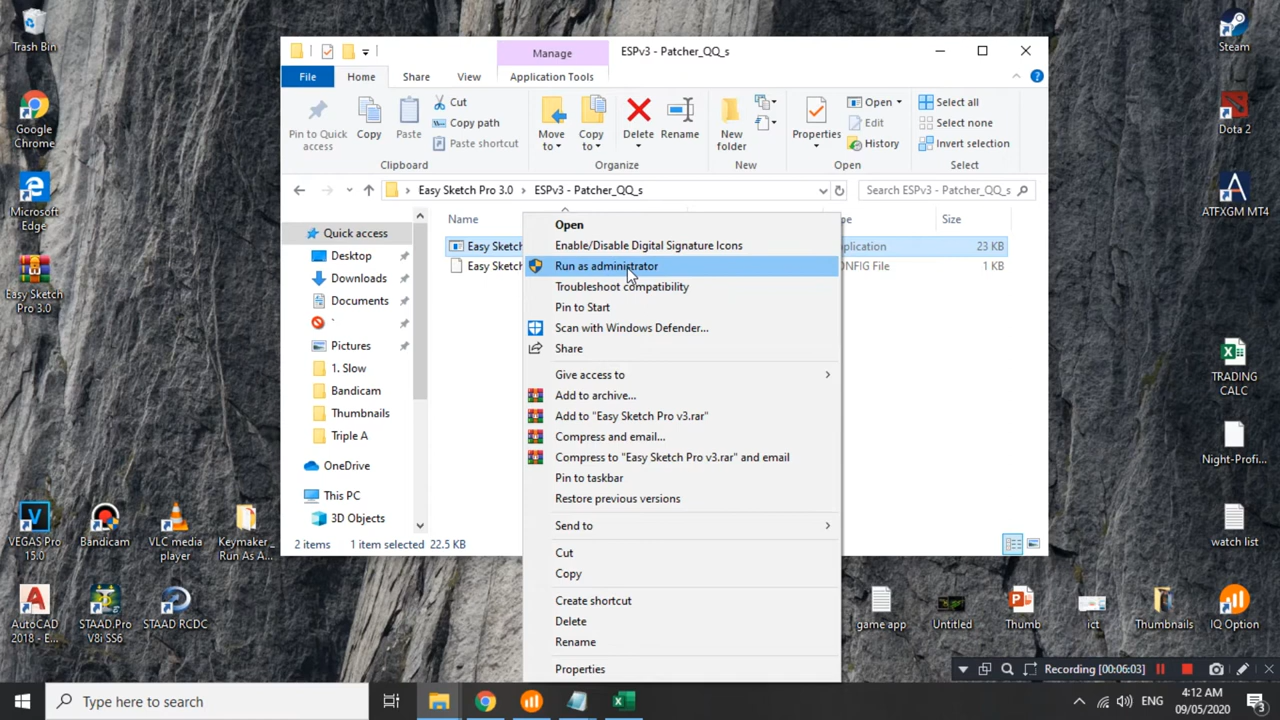 Trash Bin
Google
Chrome
Microsoft
Edge
Easy Sketch
Pro 3.0
VEGAS Pro
15.0
Bandicam
VLC media
player
Keymaker_
Run As A...
AutoCAD
2018 - E...
STAAD.Pro
V8i SS6
STAAD RCDC
Manage
ESPv3 - Patcher_QQ_s
File
Home
Share
View
Application Tools
Pin to Quick
access
Copy
Paste
Cut
Copy path
Paste shortcut
Clipboard
Move
to
Copy
to
Delete
Rename
Organize
New
folder
New
Properties
Open
Edit
History
Open
Select all
Select none
Invert selection
Select
Easy Sketch Pro 3.0 > ESPv3 - Patcher_QQ_s
Search ESPv3 - Patcher_QQ_s
Name
pe
Size
Easy Sketch
plication
23 KB
Easy Sketch
NFIG File
1 KB
Quick access
Desktop
Downloads
Documents
`
Pictures
1. Slow
Bandicam
Thumbnails
Triple A
OneDrive
This PC
3D Objects
2 items
1 item selected 22.5 KB
Open
Enable/Disable Digital Signature Icons
Run as administrator
Troubleshoot compatibility
Pin to Start
Scan with Windows Defender...
Share
Give access to
Add to archive...
Add to "Easy Sketch Pro v3.rar"
Compress and email...
Compress to "Easy Sketch Pro v3.rar" and email
Pin to taskbar
Restore previous versions
Send to
Cut
Copy
Create shortcut
Delete
Rename
Properties
Steam
Dota 2
ATFXGM MT4
TRADING
CALC
Night-Profi...
watch list
game app
Untitled
Thumb
ict
Thumbnails
IQ Option
Recording [00:06:03]
Type here to search
ENG
4:12 AM
09/05/2020
3